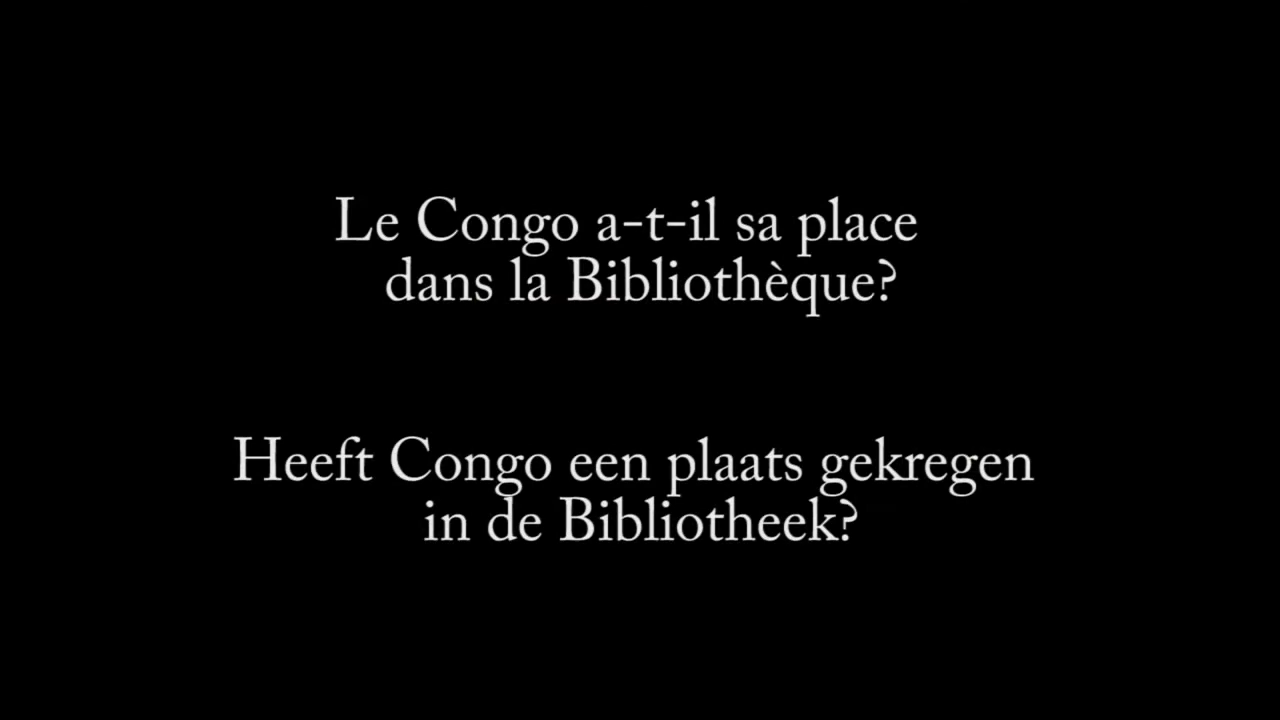 Le Congo a-t-il sa place
dans la Bibliothèque?
Heeft Congo een plaats gekregen
in de Bibliotheek?